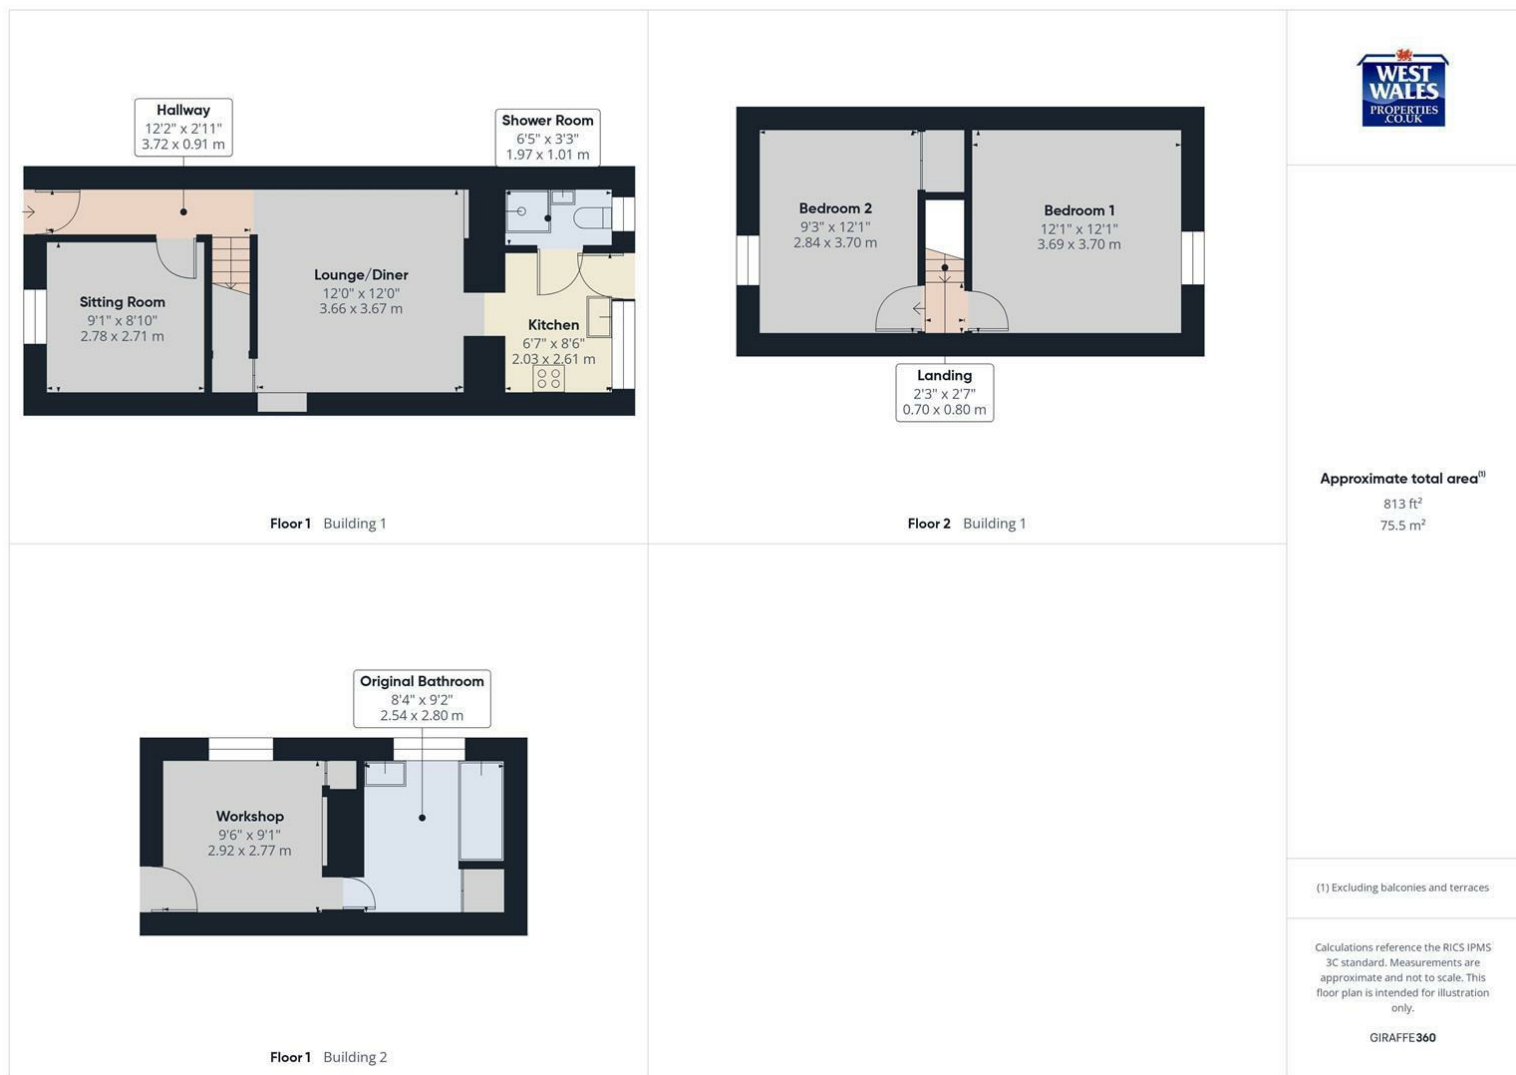 Hallway
12'2" x 2'11"
3.72 x 0.91 m
Shower Room
6'5" x 3'3"
1.97 x 1.01 m
Sitting Room
9'1" x 8'10"
2.78 x 2.71 m
Lounge/Diner
12'0" x 12'0"
3.66 x 3.67 m
Kitchen
6'7" x 8'6"
2.03 x 2.61 m
Floor 1 Building 1
Bedroom 2
9'3" x 12'1"
2.84 x 3.70 m
Bedroom 1
12'1" x 12'1"
3.69 x 3.70 m
Landing
2'3" x 2'7"
0.70 x 0.80 m
Floor 2 Building 1
Original Bathroom
8'4" x 9'2"
2.54 x 2.80 m
Workshop
9'6" x 9'1"
2.92 x 2.77 m
Floor 1 Building 2
WEST
WALES
PROPERTIES
.CO.UK
Approximate total area(1)
813 ft²
75.5 m²
(1) Excluding balconies and terraces
Calculations reference the RICS IPMS
3C standard. Measurements are
approximate and not to scale. This
floor plan is intended for illustration
only.
GIRAFFE360